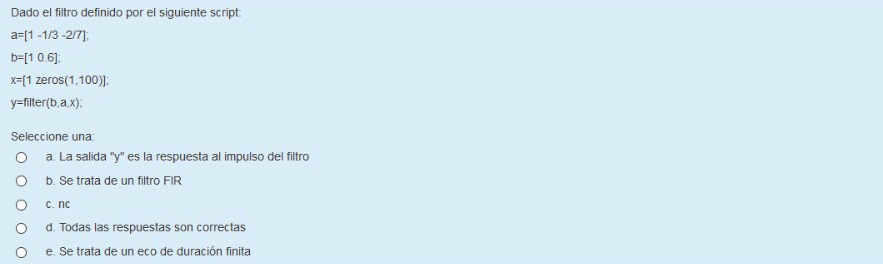 Dado el filtro definido por el siguiente script:
a=[1 -1/3 -2/7];
b=[1 0.6];
x=[1 zeros(1,100)];
y=filter(b,a,x);
Seleccione una:
a. La salida "y" es la respuesta al impulso del filtro
b. Se trata de un filtro FIR
c. nc
d. Todas las respuestas son correctas
e. Se trata de un eco de duración finita